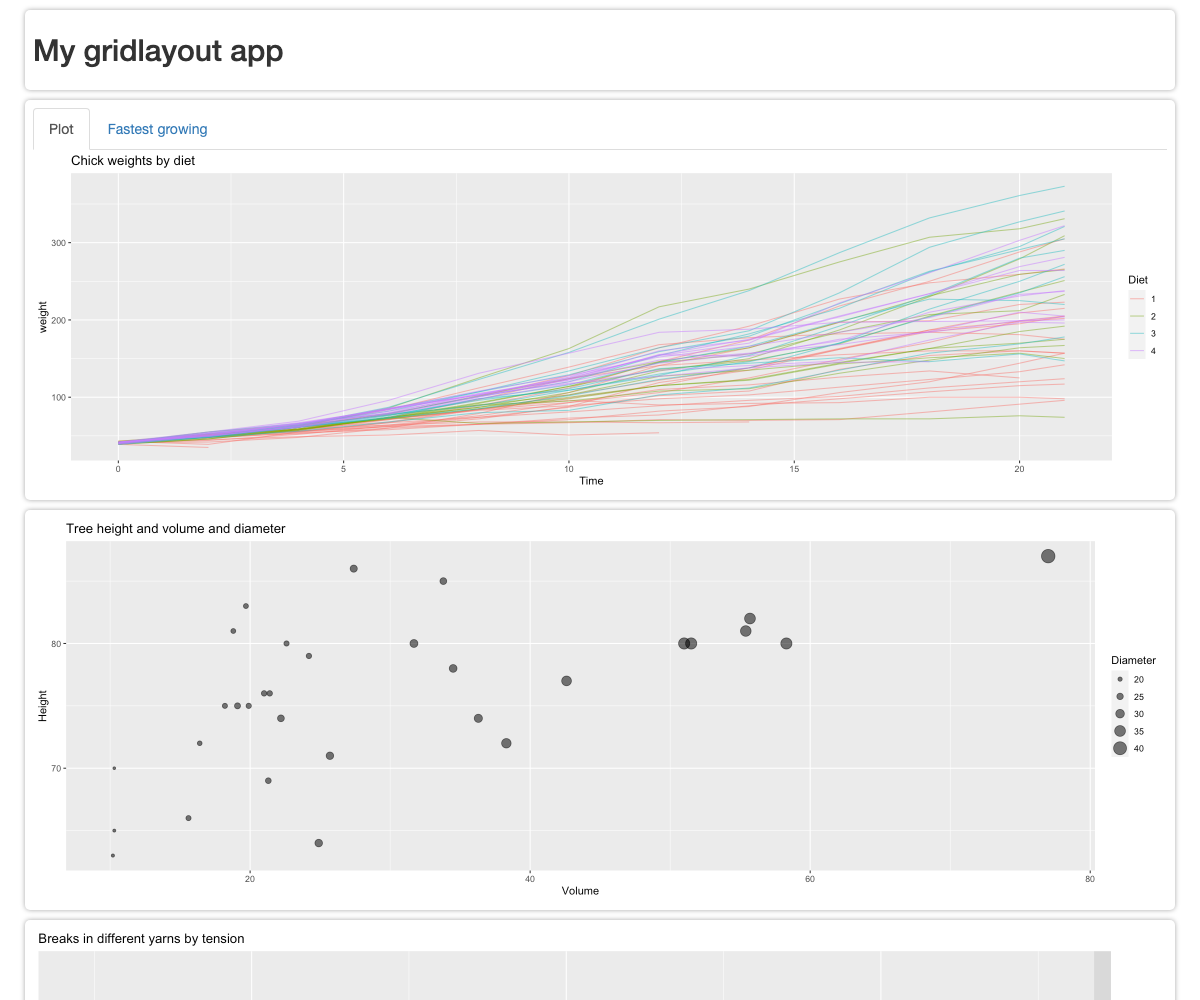 My gridlayout app
Plot Fastest growing
Chick weights by diet
300
200
100
weight
0 5 10 15 20
Time
Diet
1
2
3
4
Tree height and volume and diameter
80
70
Height
20 40 60 80
Volume
Diameter
20
25
30
35
40
Breaks in different yarns by tension